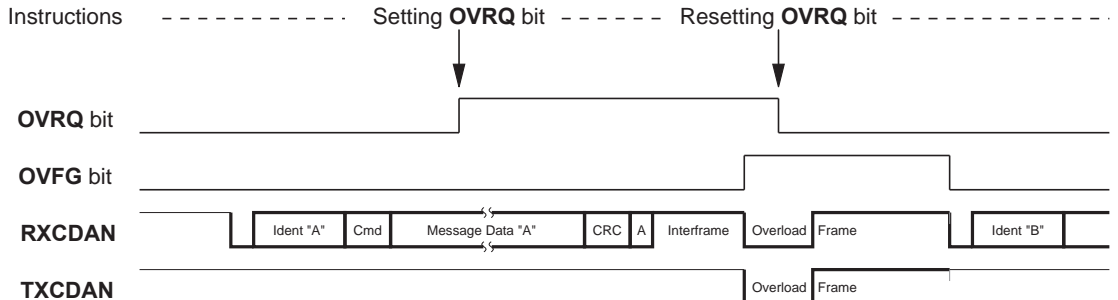 Instructions Setting OVRQ bit Resetting OVRQ bit
OVRQ bit
OVFG bit
RXCDAN Ident "A" Cmd Message Data "A" CRC A Interframe Overload Frame Ident "B"
TXCDAN Overload Frame